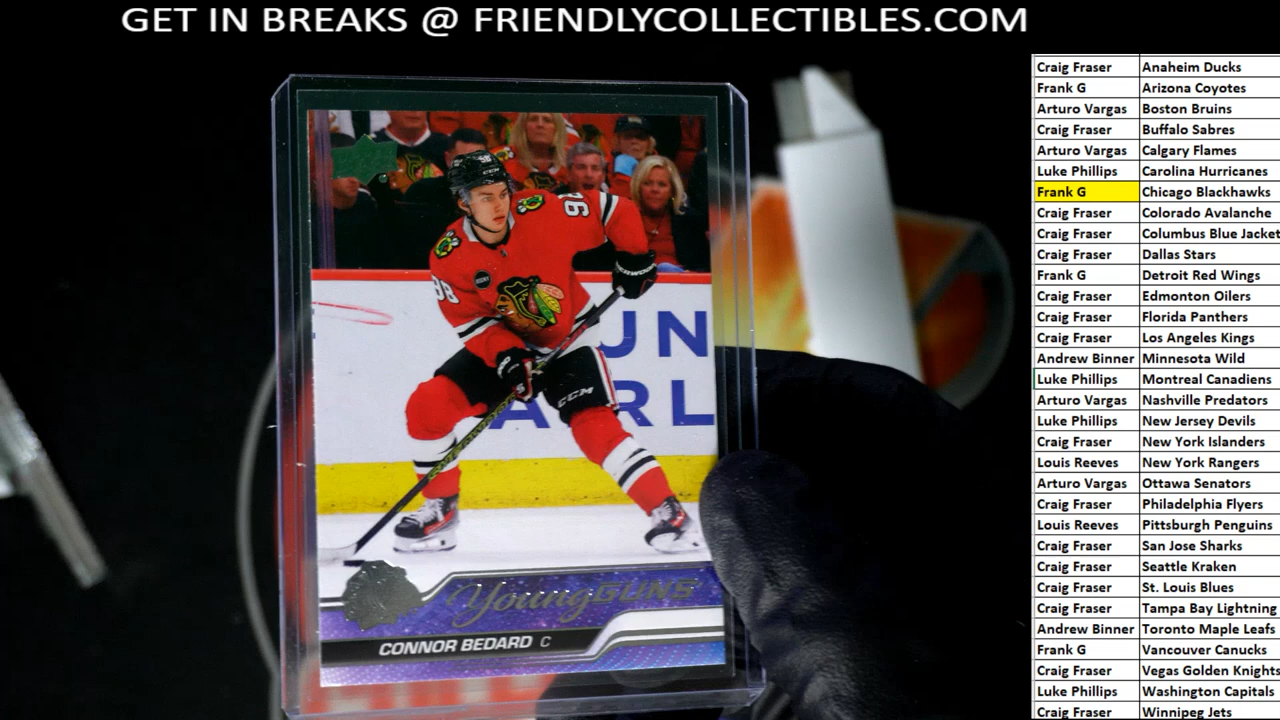 GET IN BREAKS @ FRIENDLYCOLLECTIBLES.COM
Craig Fraser Anaheim Ducks
Frank G Arizona Coyotes
Arturo Vargas Boston Bruins
Craig Fraser Buffalo Sabres
Arturo Vargas Calgary Flames
Luke Phillips Carolina Hurricanes
Frank G Chicago Blackhawks
Craig Fraser Colorado Avalanche
Craig Fraser Columbus Blue Jacket
Craig Fraser Dallas Stars
Frank G Detroit Red Wings
Craig Fraser Edmonton Oilers
Craig Fraser Florida Panthers
Craig Fraser Los Angeles Kings
Andrew Binner Minnesota Wild
Luke Phillips Montreal Canadiens
Arturo Vargas Nashville Predators
Luke Phillips New Jersey Devils
Craig Fraser New York Islanders
Louis Reeves New York Rangers
Arturo Vargas Ottawa Senators
Craig Fraser Philadelphia Flyers
Louis Reeves Pittsburgh Penguins
Craig Fraser San Jose Sharks
Craig Fraser Seattle Kraken
Craig Fraser St. Louis Blues
Craig Fraser Tampa Bay Lightning
Andrew Binner Toronto Maple Leafs
Frank G Vancouver Canucks
Craig Fraser Vegas Golden Knights
Luke Phillips Washington Capitals
Craig Fraser Winnipeg Jets
98
98
CCM
UN
RL
Young GUNS
CONNOR BEDARD C